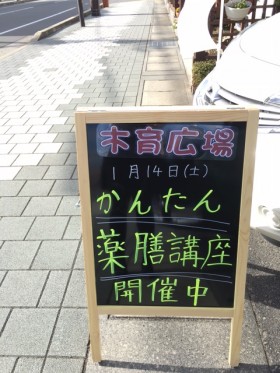 木育広場
1月14日(土)
かんたん
薬膳講座
開催中